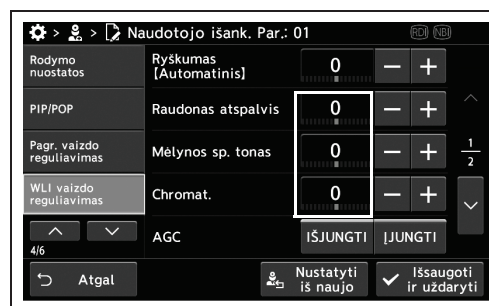 > > Naudotojo išank. Par.: 01 RDI NBI
Rodymo
nuostatos
PIP/POP
Pagr. vaizdo
reguliavimas
WLI vaizdo
reguliavimas
4/6
Ryškumas
[Automatinis]
0 − +
Raudonas atspalvis 0 − +
Mėlynos sp. tonas 0 − +
Chromat. 0 − +
AGC IŠJUNGTI ĮJUNGTI
1
2
Atgal
Nustatyti
iš naujo
Išsaugoti
ir uždaryti